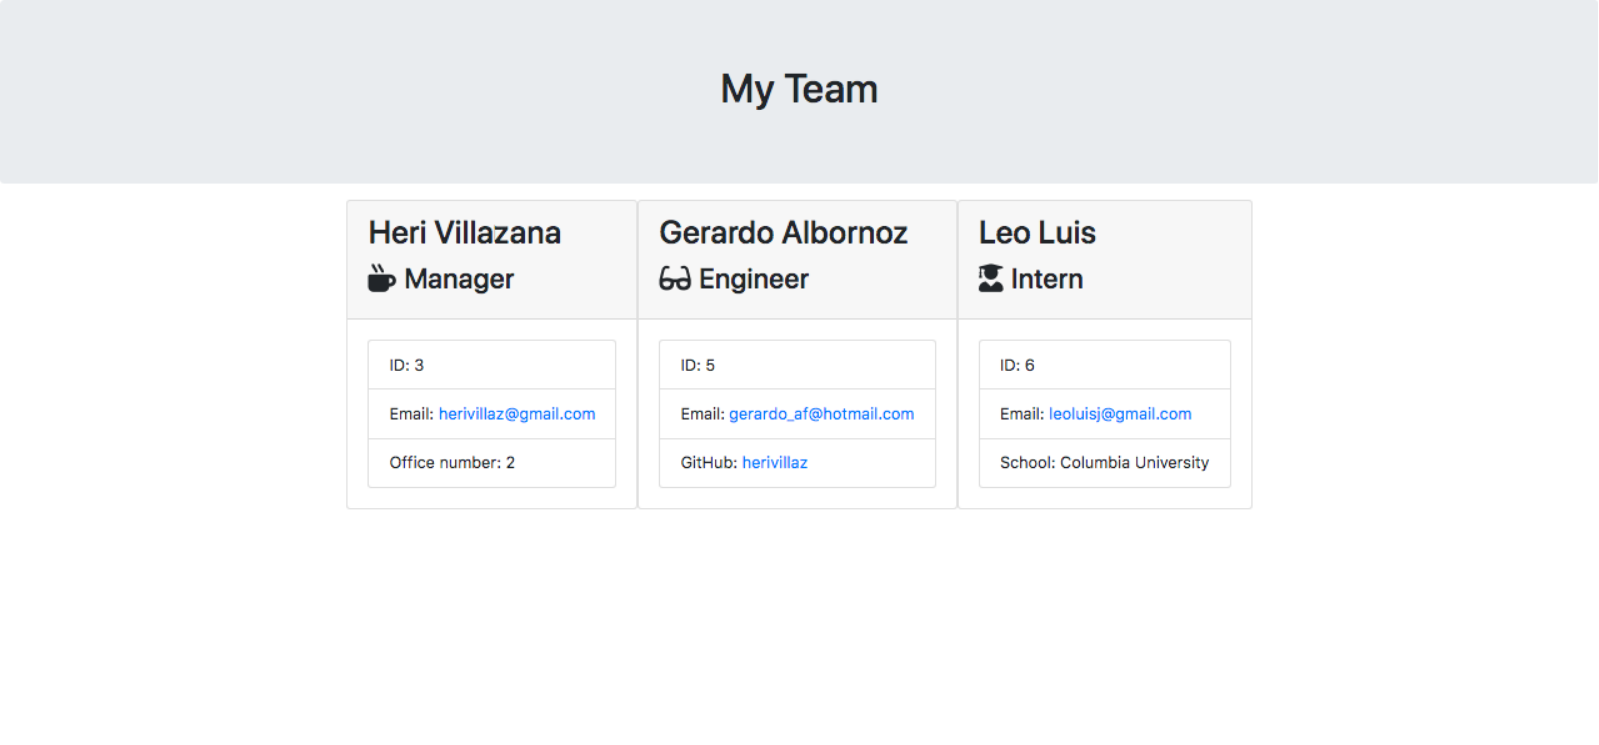 My Team
Heri Villazana
Manager
ID: 3
Email: herivillaz@gmail.com
Office number: 2
Gerardo Albornoz
Engineer
ID: 5
Email: gerardo_af@hotmail.com
GitHub: herivillaz
Leo Luis
Intern
ID: 6
Email: leoluisj@gmail.com
School: Columbia University